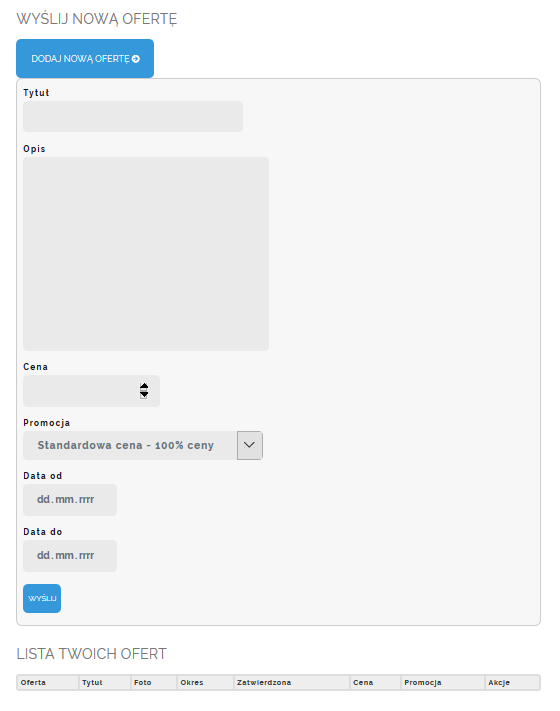 WYŚLIJ NOWĄ OFERTĘ
DODAJ NOWĄ OFERTĘ
Tytuł
Opis
Cena
Promocja
Standardowa cena - 100% ceny
Data od
dd.mm.rrrr
Data do
dd.mm.rrrr
WYŚLIJ
LISTA TWOICH OFERT
Oferta Tytuł Foto Okres Zatwierdzona Cena Promocja Akcje